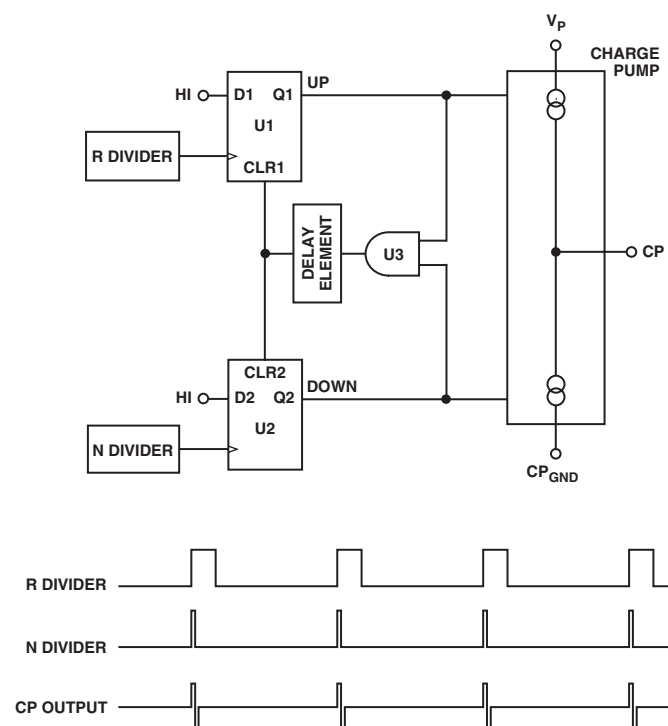 V_P
CHARGE
PUMP
UP
HI
D1
Q1
U1
R DIVIDER
CLR1
DELAY
ELEMENT
U3
CP
CLR2
HI
D2
Q2
DOWN
U2
N DIVIDER
CP_GND
R DIVIDER
N DIVIDER
CP OUTPUT